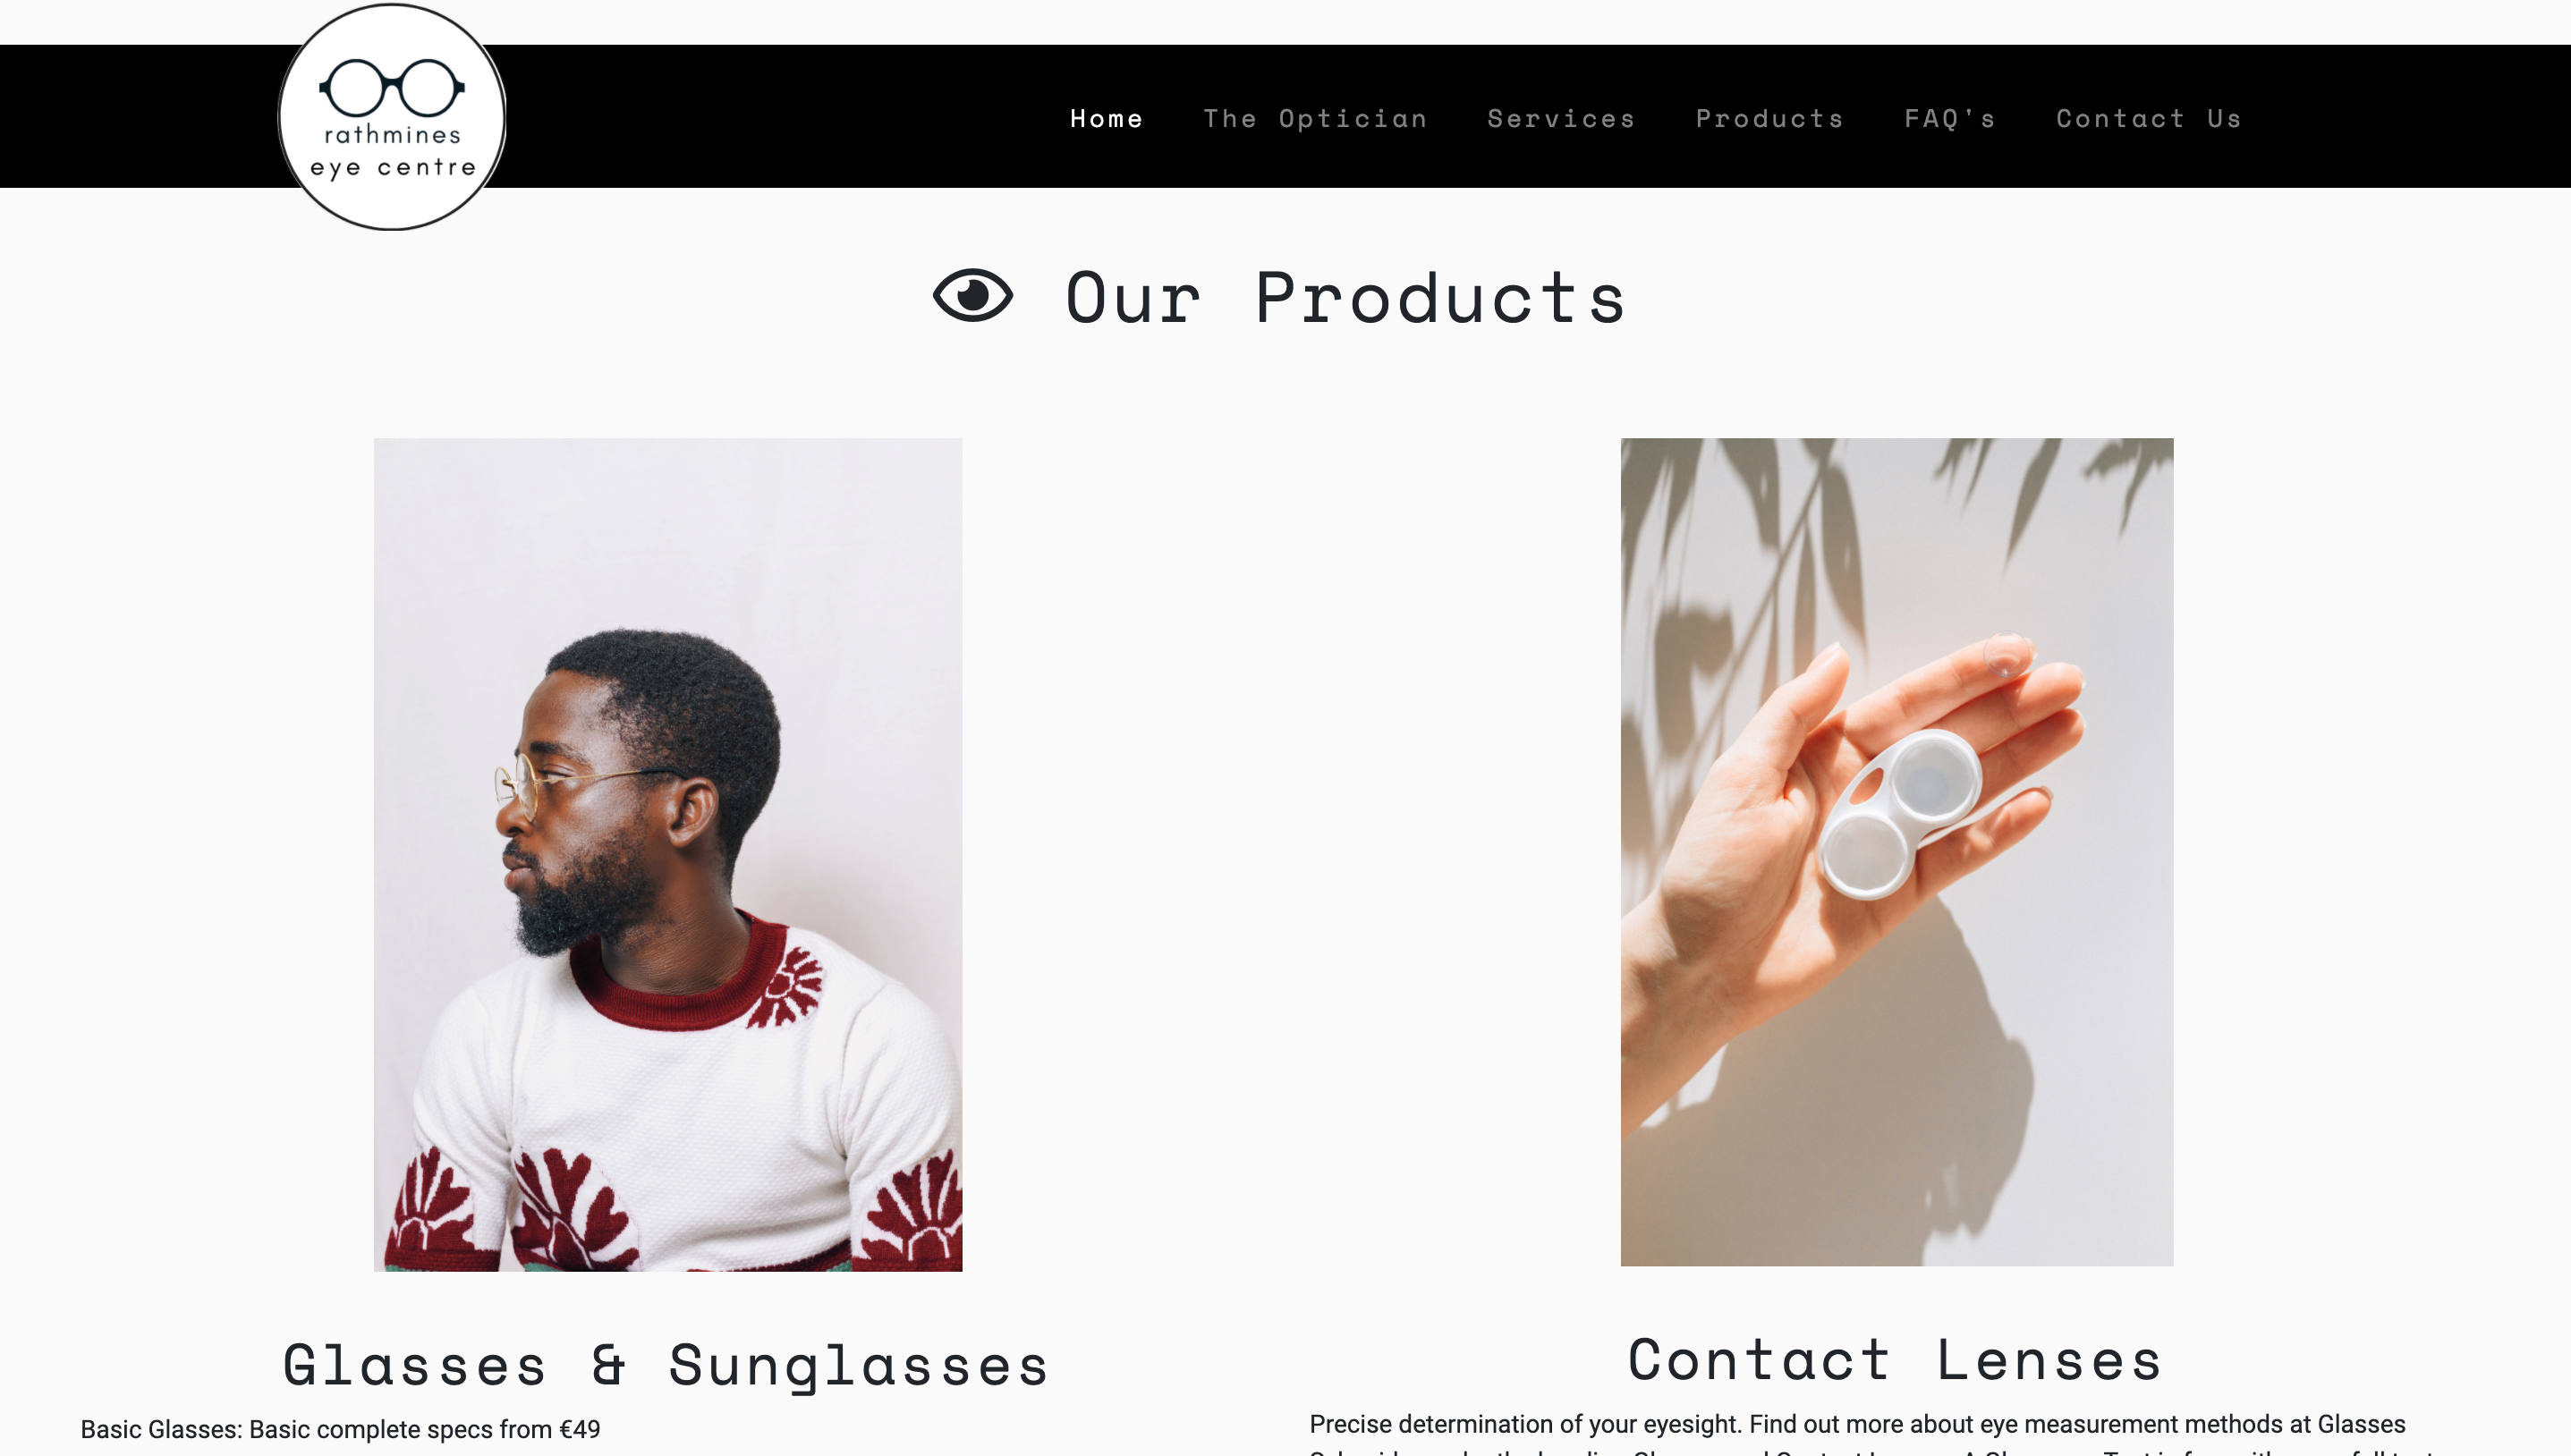 rathmines
eye centre
Home The Optician Services Products FAQ's Contact Us
Our Products
Glasses & Sunglasses
Basic Glasses: Basic complete specs from €49
Contact Lenses
Precise determination of your eyesight. Find out more about eye measurement methods at Glasses